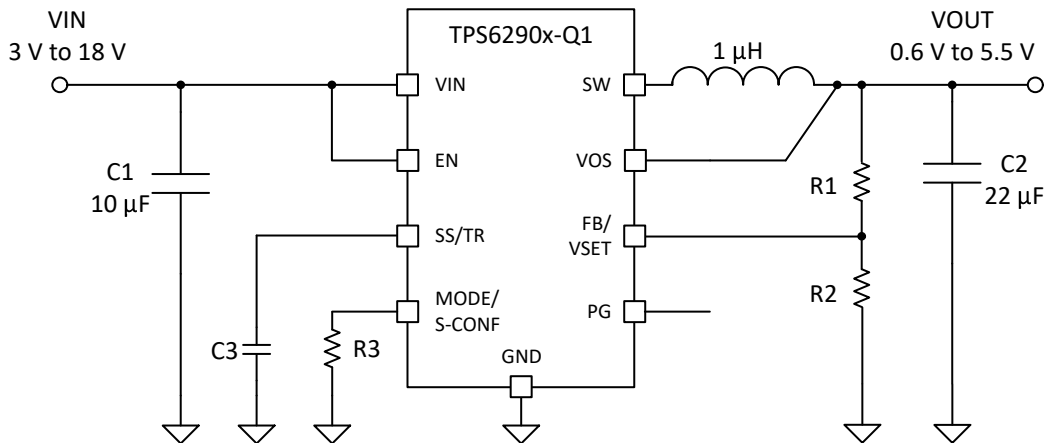 VIN
3 V to 18 V
TPS6290x-Q1
VOUT
0.6 V to 5.5 V
1 µH
VIN
SW
EN
VOS
C1
10 µF
R1
C2
22 µF
SS/TR
FB/
VSET
MODE/
S-CONF
R2
PG
C3
R3
GND